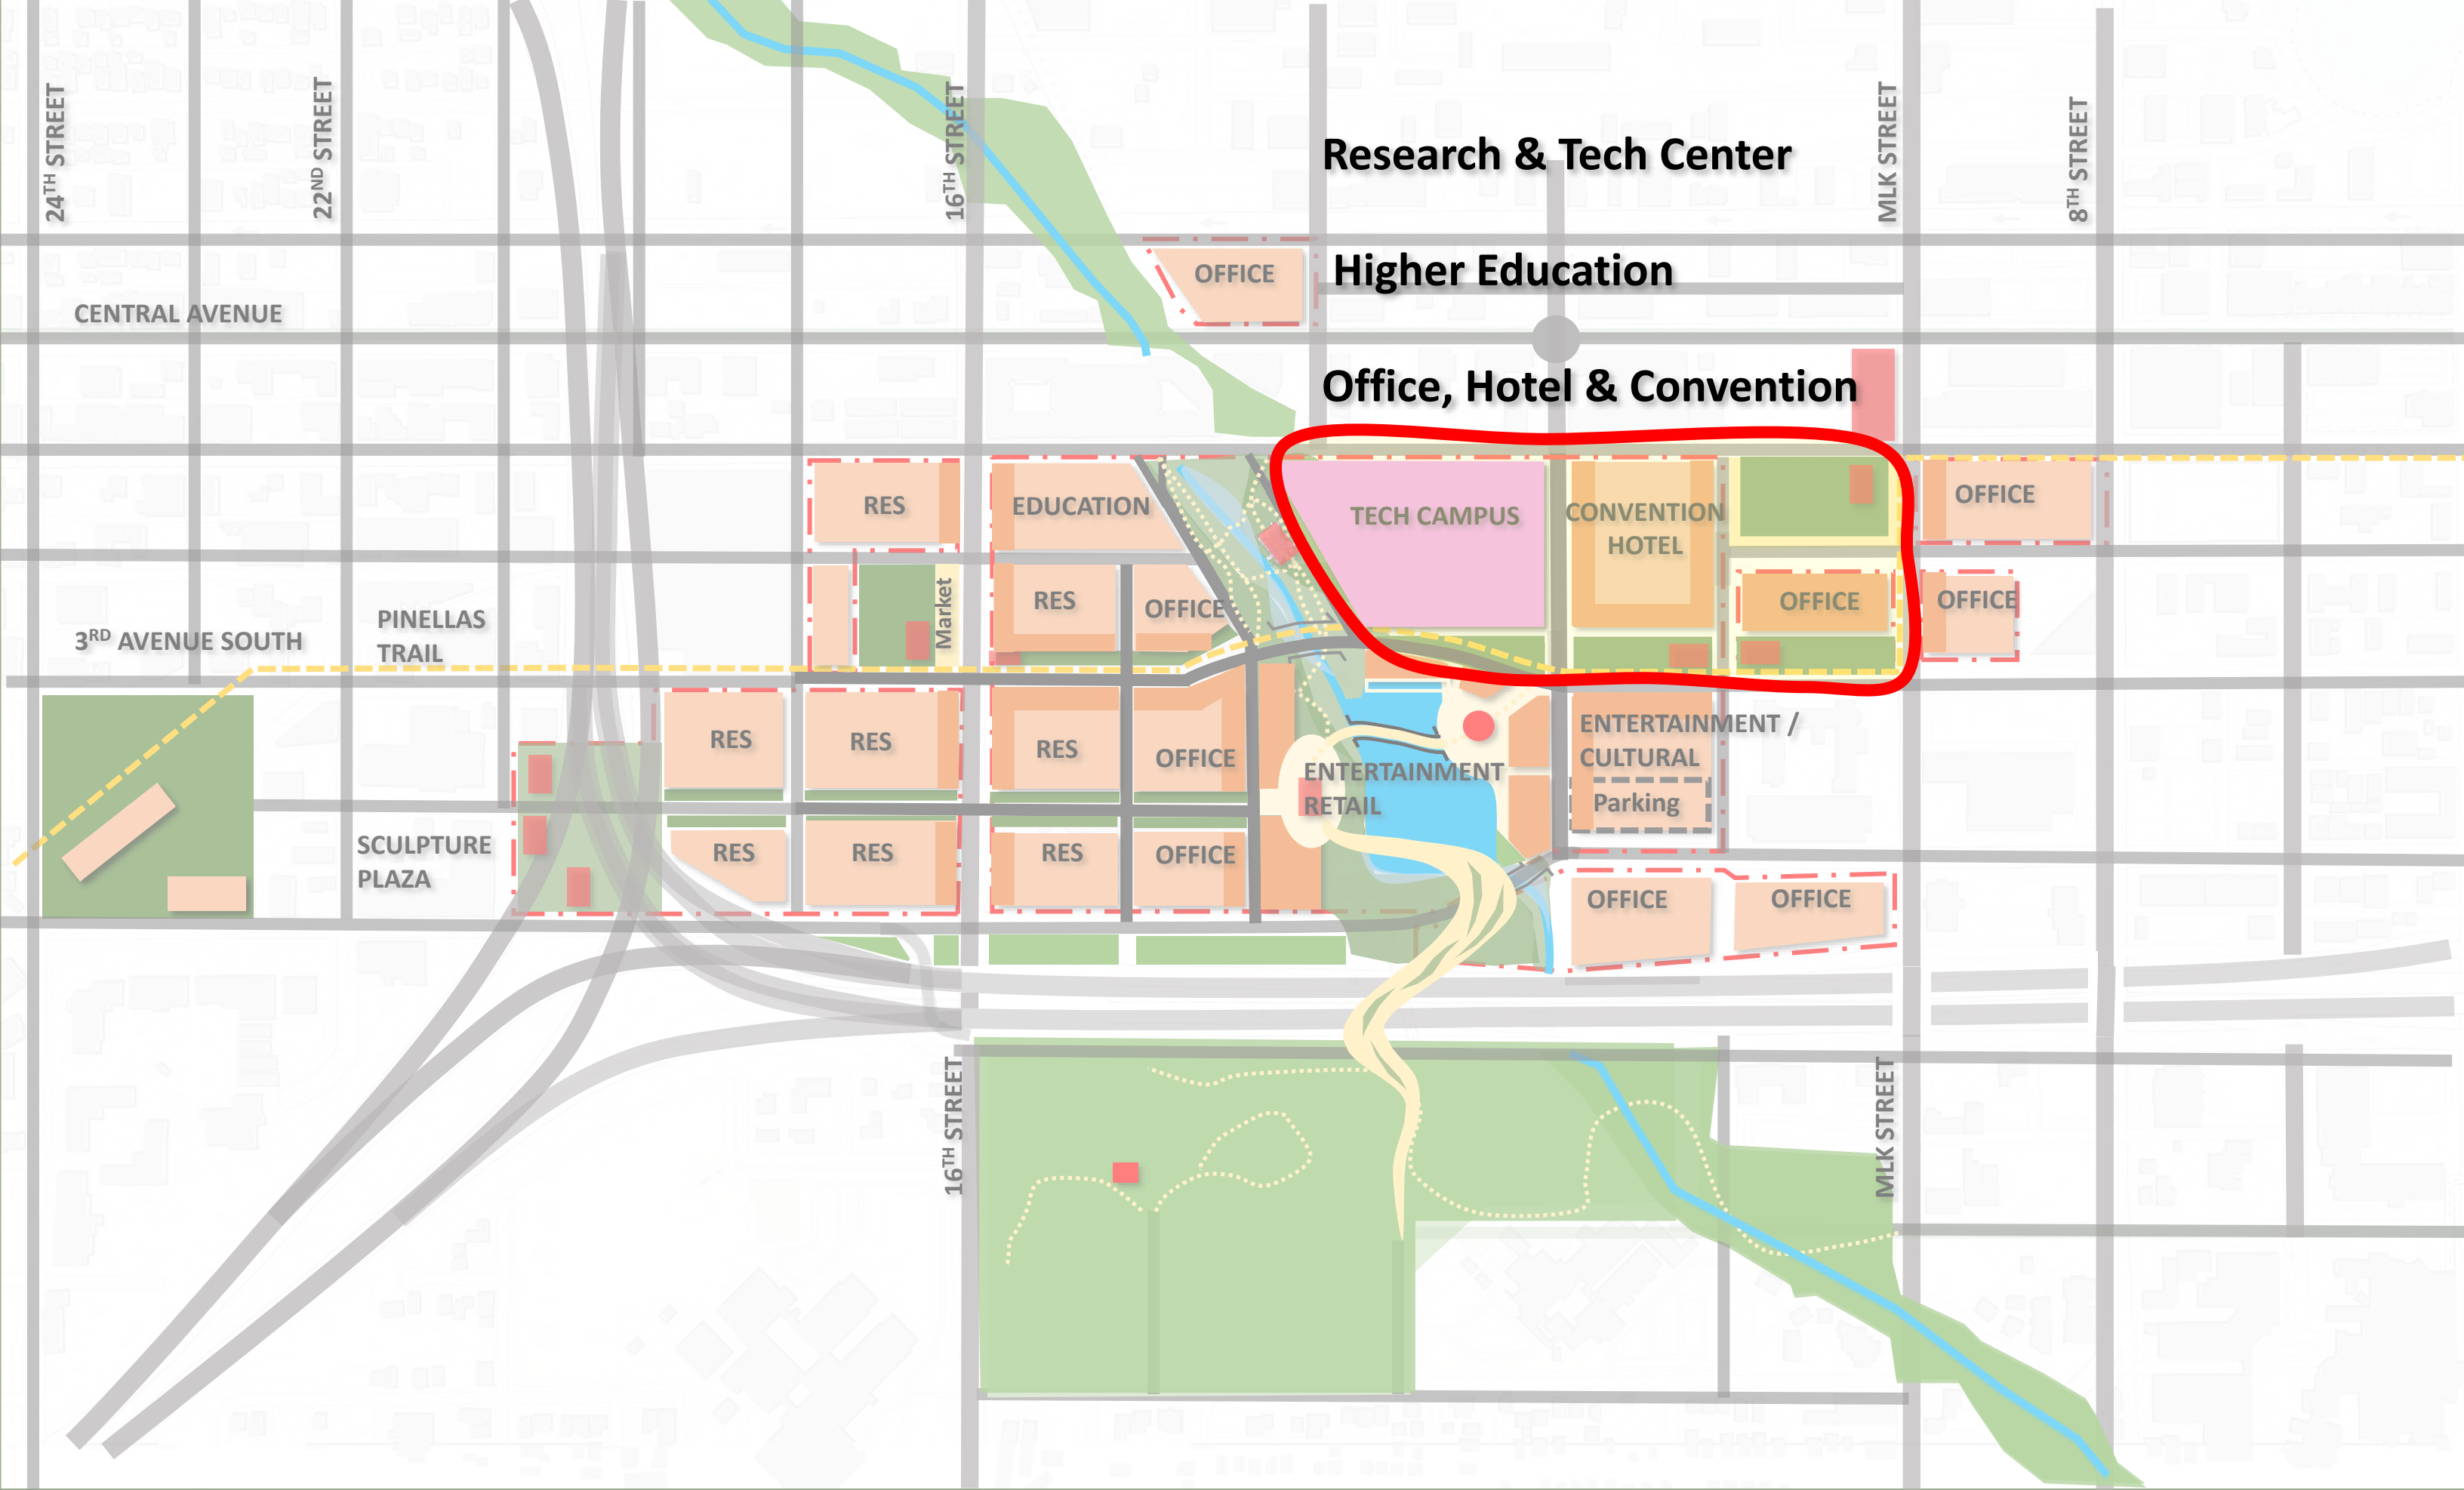 24TH STREET
22ND STREET
16TH STREET
MLK STREET
8TH STREET
Research & Tech Center
OFFICE
Higher Education
CENTRAL AVENUE
Office, Hotel & Convention
RES
EDUCATION
TECH CAMPUS
CONVENTION
HOTEL
OFFICE
Market
RES
OFFICE
OFFICE
OFFICE
PINELLAS
TRAIL
3RD AVENUE SOUTH
RES
RES
RES
OFFICE
ENTERTAINMENT
RETAIL
ENTERTAINMENT /
CULTURAL
Parking
SCULPTURE
PLAZA
RES
RES
RES
OFFICE
OFFICE
OFFICE
16TH STREET
MLK STREET